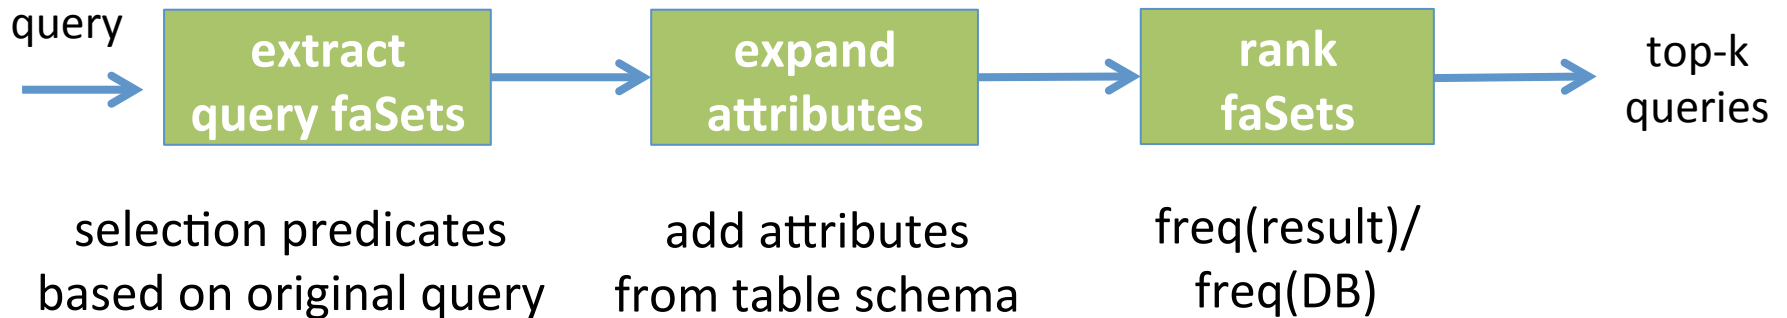 query
extract
query faSets
expand
attributes
rank
faSets
top-k
queries
selection predicates
based on original query
add attributes
from table schema
freq(result)/
freq(DB)